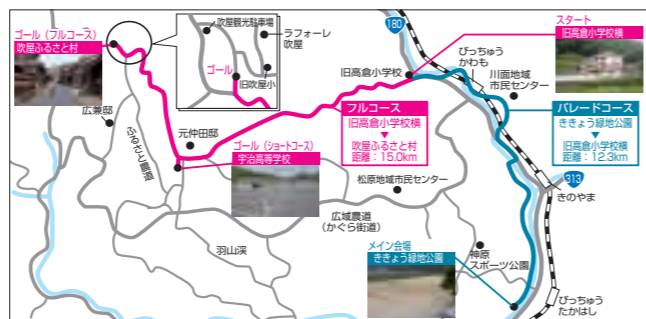 ゴール（フルコース）
吹屋ふるさと村
吹屋観光駐車場
ラフォーレ
吹屋
ゴール
旧吹屋小
180
スタート
旧高倉小学校横
旧高倉小学校
びっちゅう
かわも
川面地域
市民センター
広兼邸
ふるさと農道
元仲田邸
ゴール（ショートコース）
宇治高等学校
フルコース
旧高倉小学校横
吹屋ふるさと村
距離：15.0km
パレードコース
ききょう緑地公園
旧高倉小学校横
距離：12.3km
313
きのやま
松原地域市民センター
広域農道
（かぐら街道）
羽山渓
メイン会場
ききょう緑地公園
神原
スポーツ公園
びっちゅう
たかはし